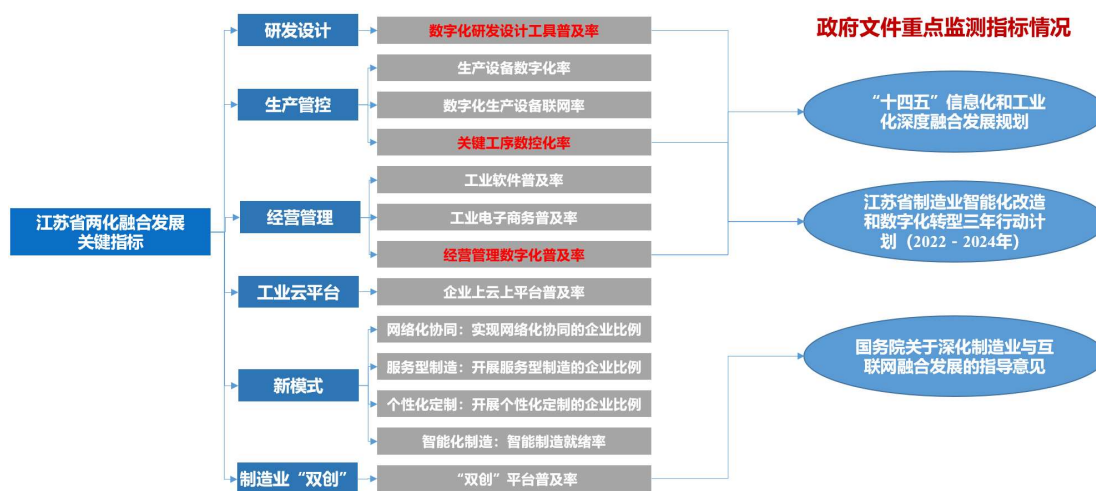 政府文件重点监测指标情况
江苏省两化融合发展
关键指标
研发设计
数字化研发设计工具普及率
生产管控
生产设备数字化率
数字化生产设备联网率
关键工序数控化率
经营管理
工业软件普及率
工业电子商务普及率
经营管理数字化普及率
工业云平台
企业上云上平台普及率
新模式
网络化协同：实现网络化协同的企业比例
服务型制造：开展服务型制造的企业比例
个性化定制：开展个性化定制的企业比例
智能化制造：智能制造就绪率
制造业“双创”
“双创”平台普及率
“十四五”信息化和工业
化深度融合发展规划
江苏省制造业智能化改造
和数字化转型三年行动计
划（2022 - 2024年）
国务院关于深化制造业与互
联网融合发展的指导意见